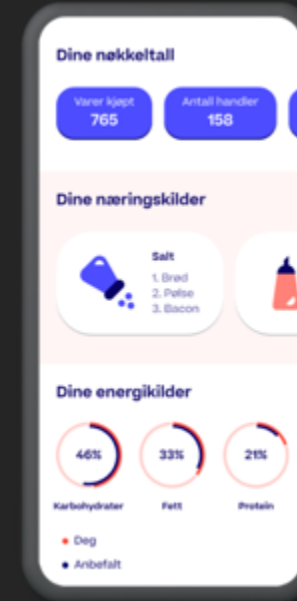 Dine nøkkeltall
Varer kjøpt
765
Antall handler
158
Dine næringskilder
Salt
1. Brød
2. Pølse
3. Bacon
Dine energikilder
46%
33%
21%
Karbohydrater
Fett
Protein
Deg
Anbefalt